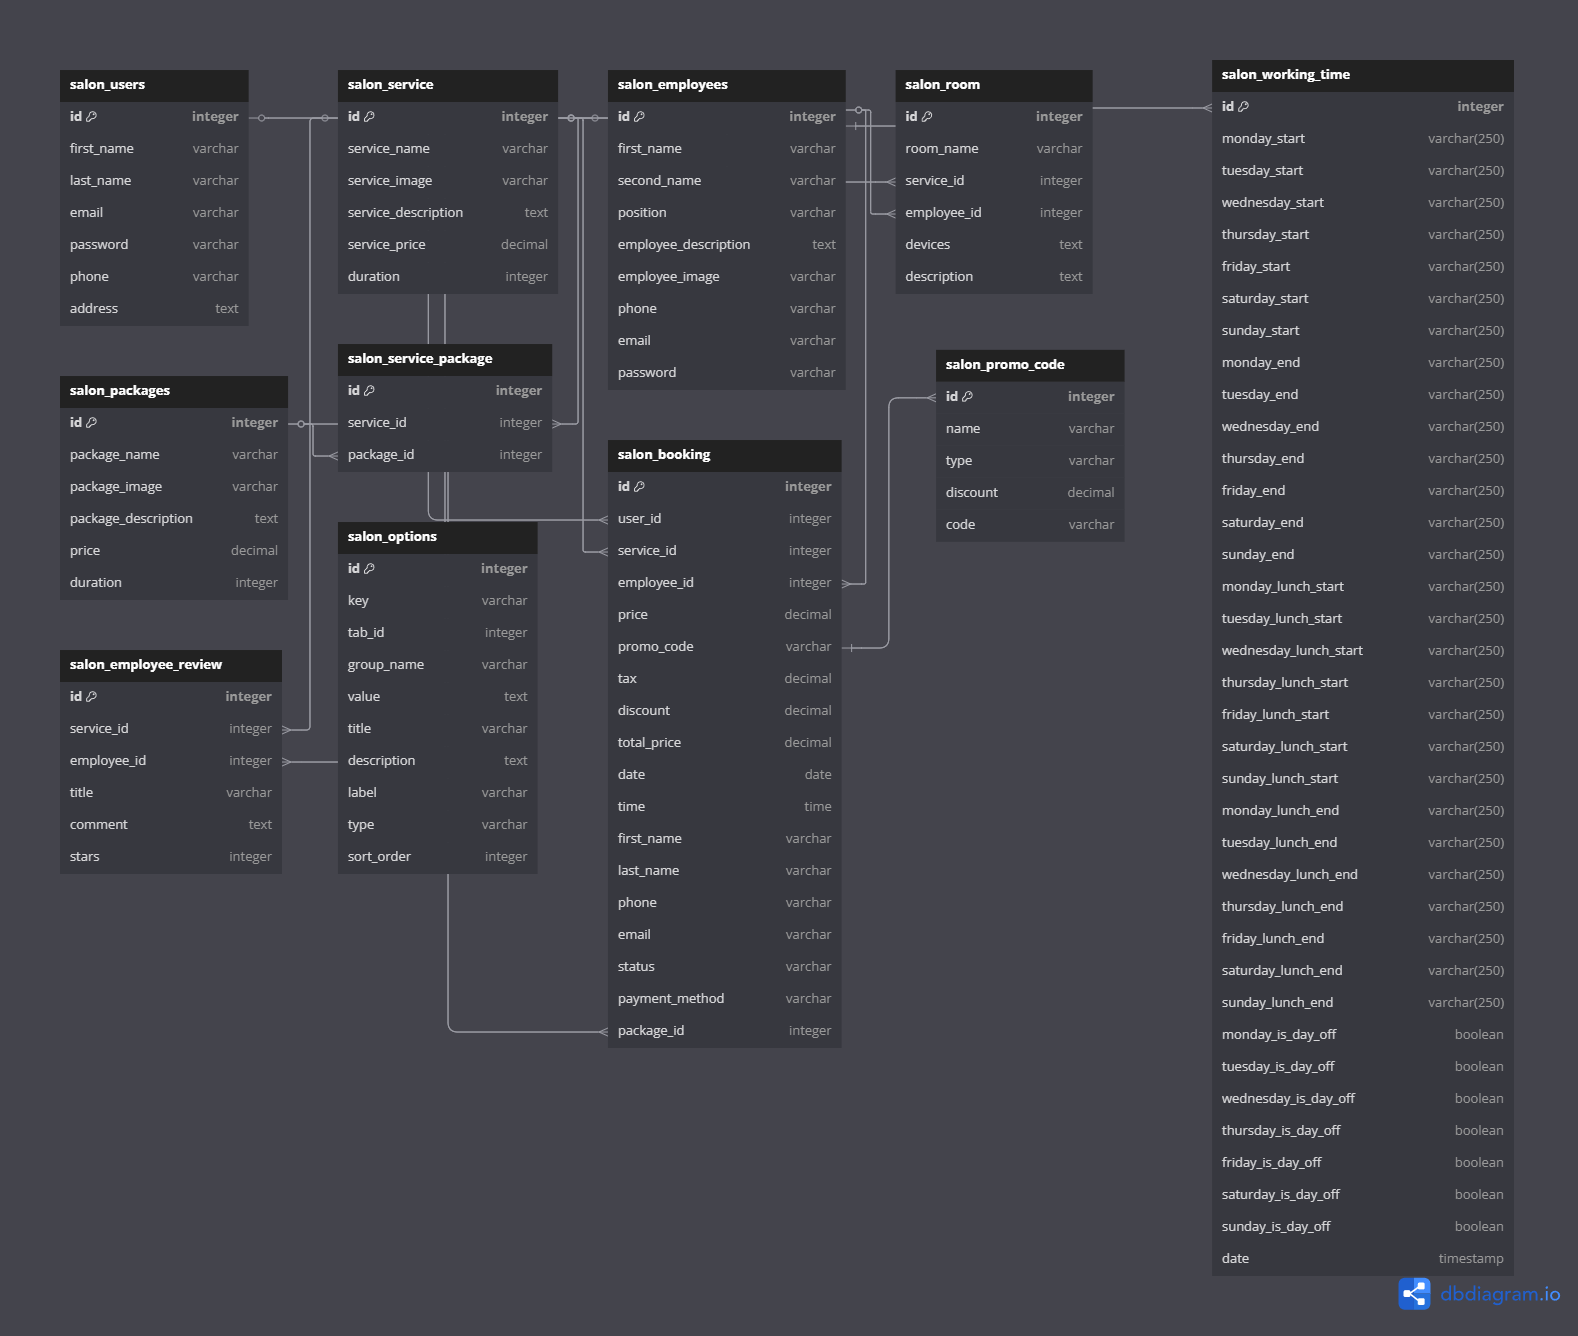 salon_users
id integer
first_name varchar
last_name varchar
email varchar
password varchar
phone varchar
address text
salon_service
id integer
service_name varchar
service_image varchar
service_description text
service_price decimal
duration integer
salon_employees
id integer
first_name varchar
second_name varchar
position varchar
employee_description text
employee_image varchar
phone varchar
email varchar
password varchar
salon_room
id integer
room_name varchar
service_id integer
employee_id integer
devices text
description text
salon_working_time
id integer
monday_start varchar(250)
tuesday_start varchar(250)
wednesday_start varchar(250)
thursday_start varchar(250)
friday_start varchar(250)
saturday_start varchar(250)
sunday_start varchar(250)
monday_end varchar(250)
tuesday_end varchar(250)
wednesday_end varchar(250)
thursday_end varchar(250)
friday_end varchar(250)
saturday_end varchar(250)
sunday_end varchar(250)
monday_lunch_start varchar(250)
tuesday_lunch_start varchar(250)
wednesday_lunch_start varchar(250)
thursday_lunch_start varchar(250)
friday_lunch_start varchar(250)
saturday_lunch_start varchar(250)
sunday_lunch_start varchar(250)
monday_lunch_end varchar(250)
tuesday_lunch_end varchar(250)
wednesday_lunch_end varchar(250)
thursday_lunch_end varchar(250)
friday_lunch_end varchar(250)
saturday_lunch_end varchar(250)
sunday_lunch_end varchar(250)
monday_is_day_off boolean
tuesday_is_day_off boolean
wednesday_is_day_off boolean
thursday_is_day_off boolean
friday_is_day_off boolean
saturday_is_day_off boolean
sunday_is_day_off boolean
date timestamp
salon_packages
id integer
package_name varchar
package_image varchar
package_description text
price decimal
duration integer
salon_service_package
id integer
service_id integer
package_id integer
salon_promo_code
id integer
name varchar
type varchar
discount decimal
code varchar
salon_booking
id integer
user_id integer
service_id integer
employee_id integer
price decimal
promo_code varchar
tax decimal
discount decimal
total_price decimal
date date
time time
first_name varchar
last_name varchar
phone varchar
email varchar
status varchar
payment_method varchar
package_id integer
salon_options
id integer
key varchar
tab_id integer
group_name varchar
value text
title varchar
description text
label varchar
type varchar
sort_order integer
salon_employee_review
id integer
service_id integer
employee_id integer
title varchar
comment text
stars integer
dbdiagram.io